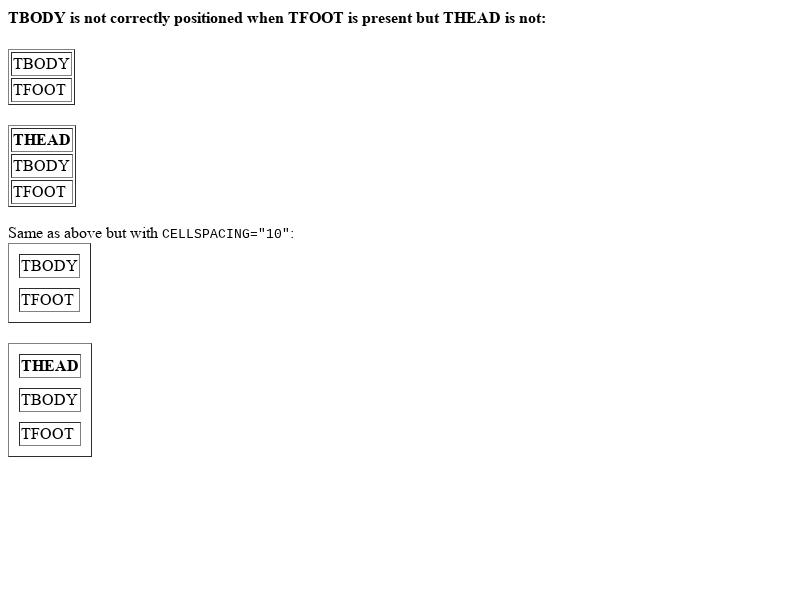 TBODY is not correctly positioned when TFOOT is present but THEAD is not:
TBODY
TFOOT
THEAD
TBODY
TFOOT
Same as above but with CELLSPACING="10":
TBODY
TFOOT
THEAD
TBODY
TFOOT